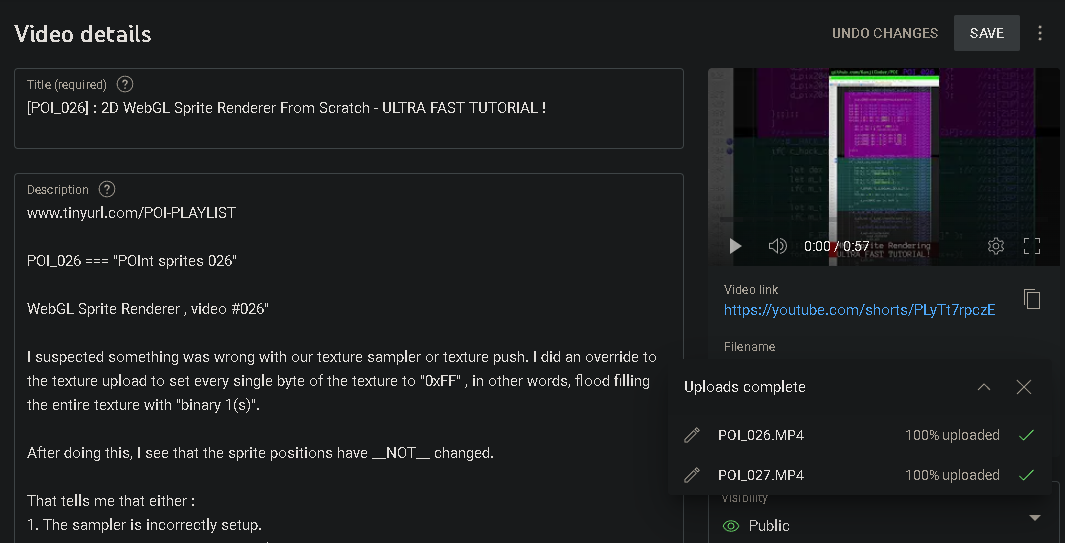 Video details
UNDO CHANGES
SAVE
Title (required)
[POI_026] : 2D WebGL Sprite Renderer From Scratch - ULTRA FAST TUTORIAL !
Description
www.tinyurl.com/POI-PLAYLIST
POI_026 === "POInt sprites 026"
WebGL Sprite Renderer , video #026"
I suspected something was wrong with our texture sampler or texture push. I did an override to
the texture upload to set every single byte of the texture to "0xFF" , in other words, flood filling
the entire texture with "binary 1(s)".
After doing this, I see that the sprite positions have __NOT__ changed.
That tells me that either :
1. The sampler is incorrectly setup.
0:00 / 0:57
Sprite Rendering
ULTRA FAST TUTORIAL!
Video link
https://youtube.com/shorts/PLyTt7rpczE
Filename
Uploads complete
POI_026.MP4
100% uploaded
POI_027.MP4
100% uploaded
Visibility
Public